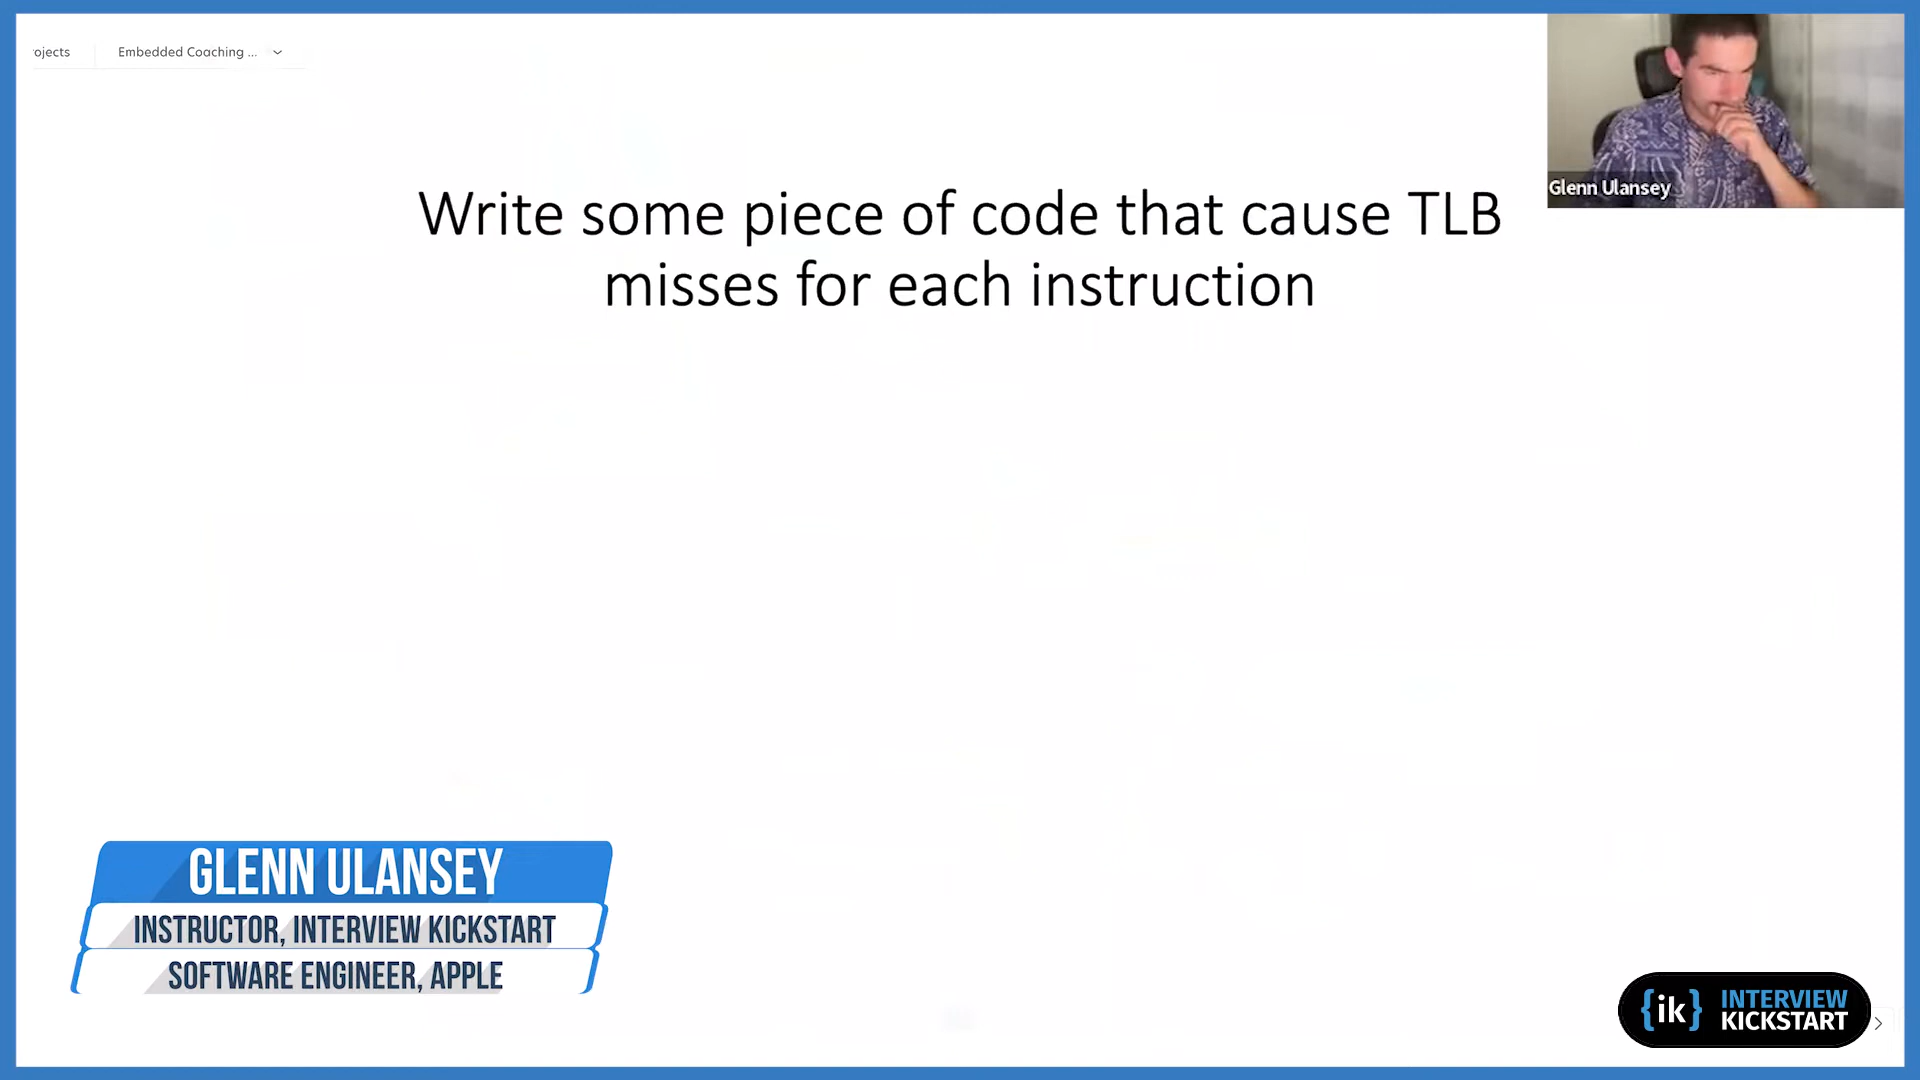 ojects
Embedded Coaching ...
Glenn Ulansey
Write some piece of code that cause TLB
misses for each instruction
GLENN ULANSEY
INSTRUCTOR, INTERVIEW KICKSTART
SOFTWARE ENGINEER, APPLE
{ik} INTERVIEW
KICKSTART